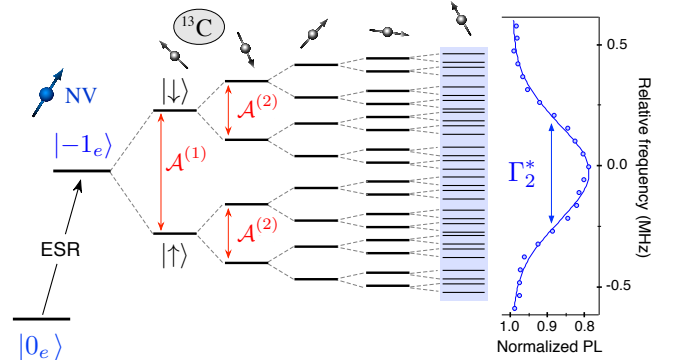 ¹³C
NV
|↓⟩
𝒜⁽²⁾
|−1ₑ⟩
𝒜⁽¹⁾
𝒜⁽²⁾
ESR
|↑⟩
|0ₑ⟩
Γ₂*
0.5
0.0
-0.5
Relative frequency (MHz)
1.0 0.9 0.8
Normalized PL